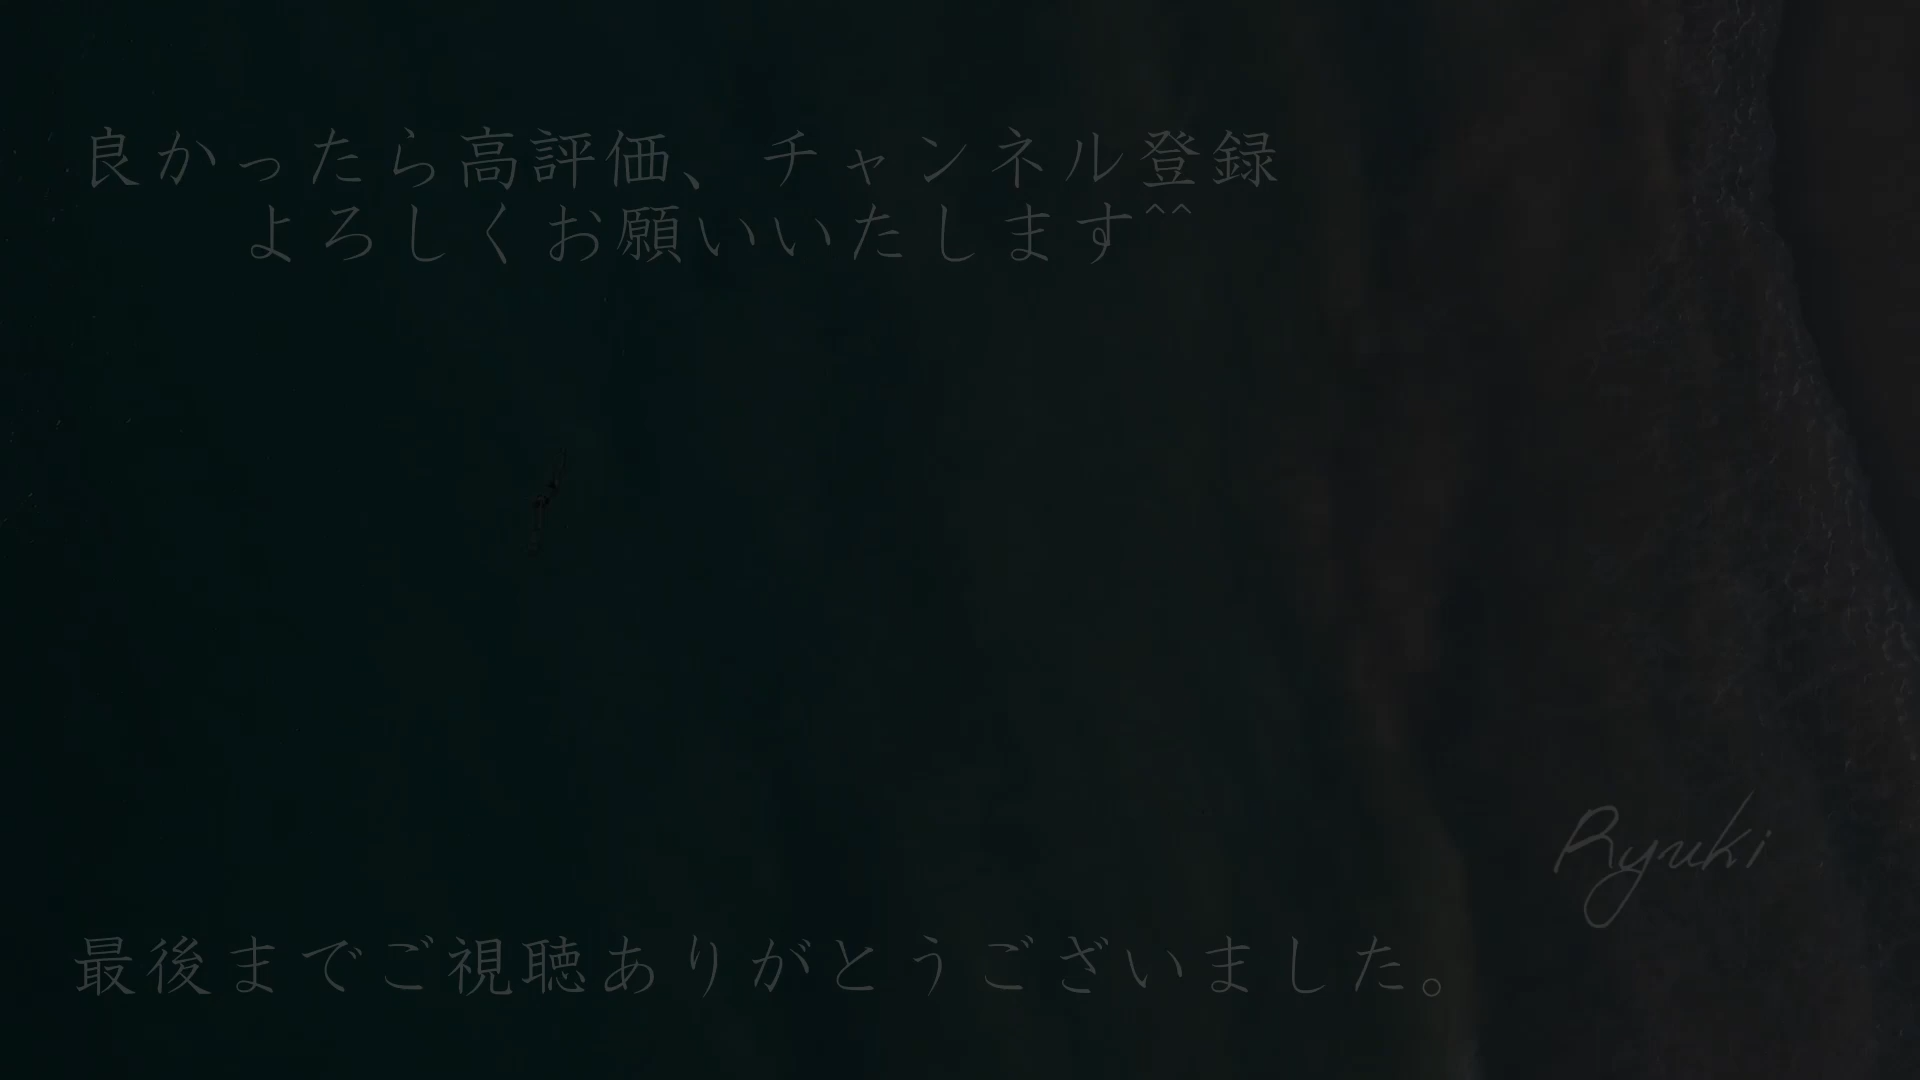 良かったら高評価、チャンネル登録
よろしくお願いいたします^^
Ryuki
最後までご視聴ありがとうございました。